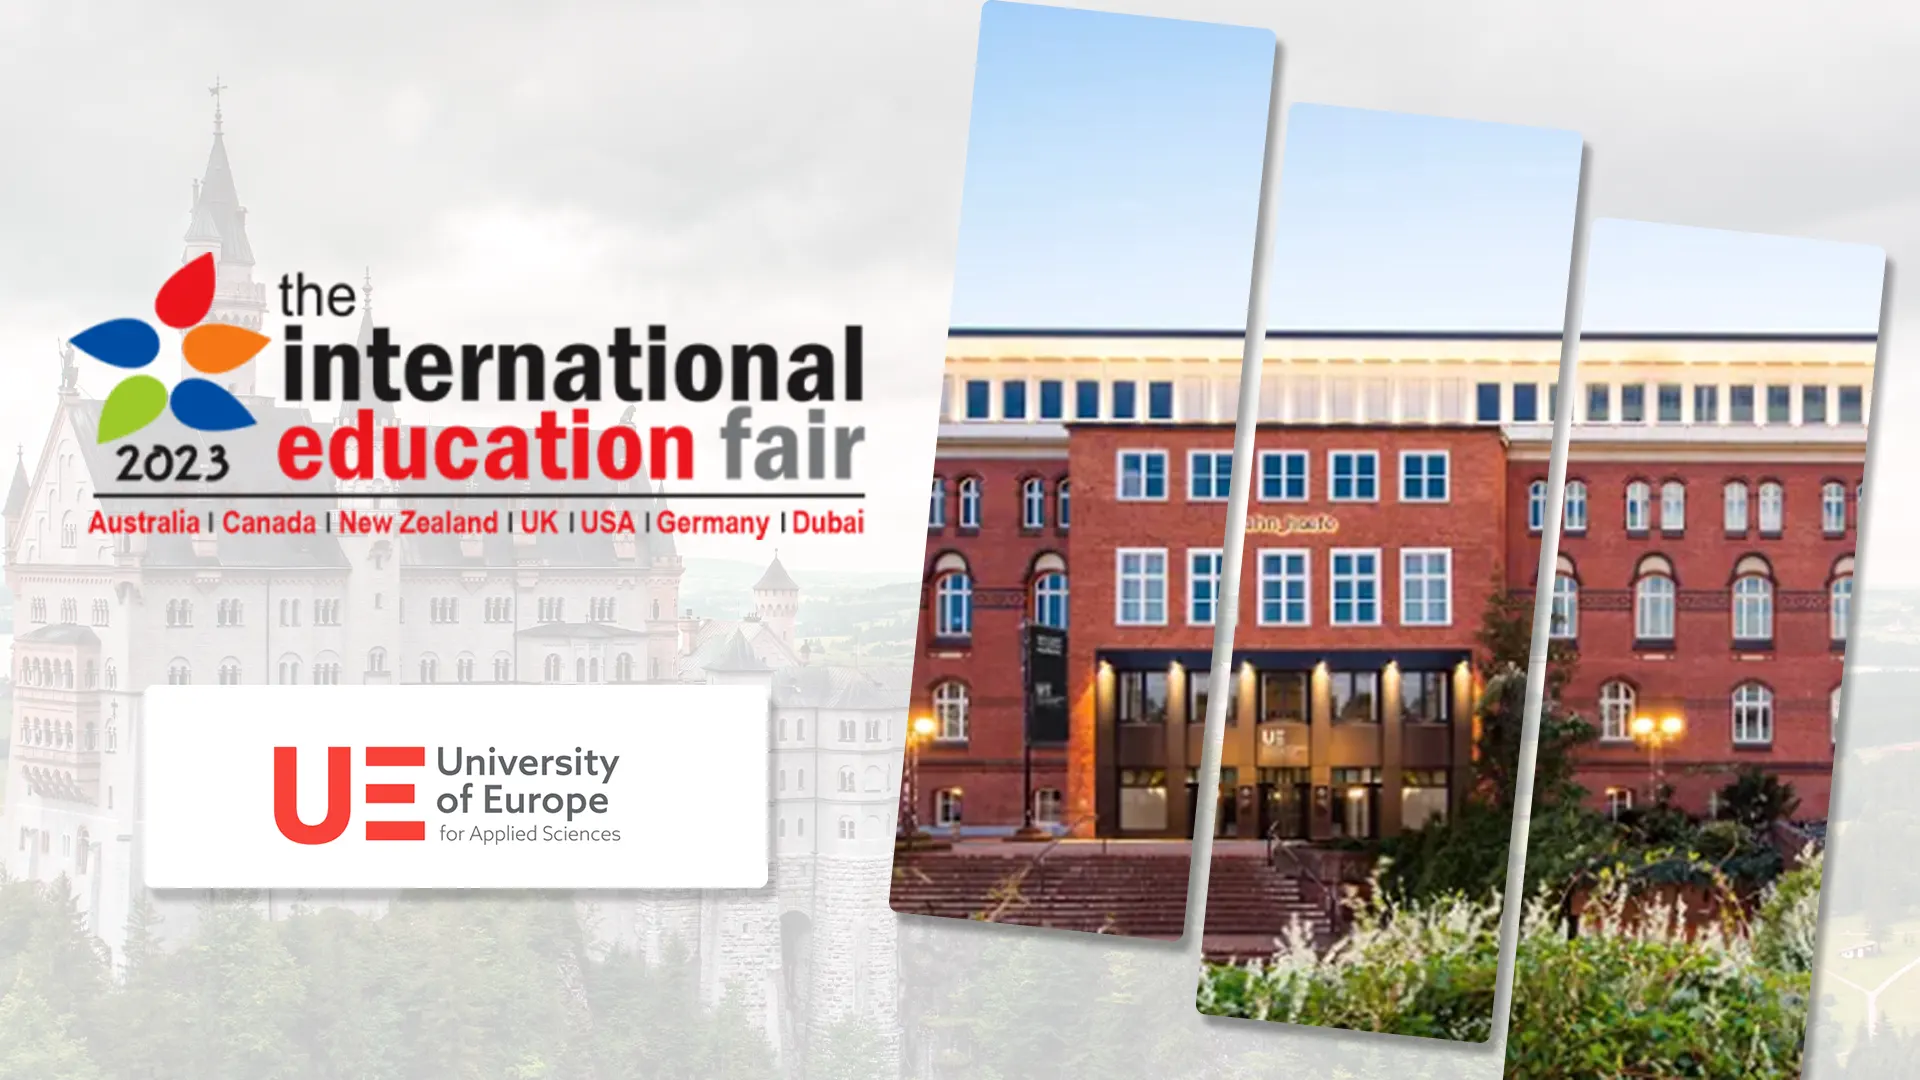 the
international
education fair
2023
Australia | Canada | New Zealand | UK | USA | Germany | Dubai
UE University
of Europe
for Applied Sciences
UE